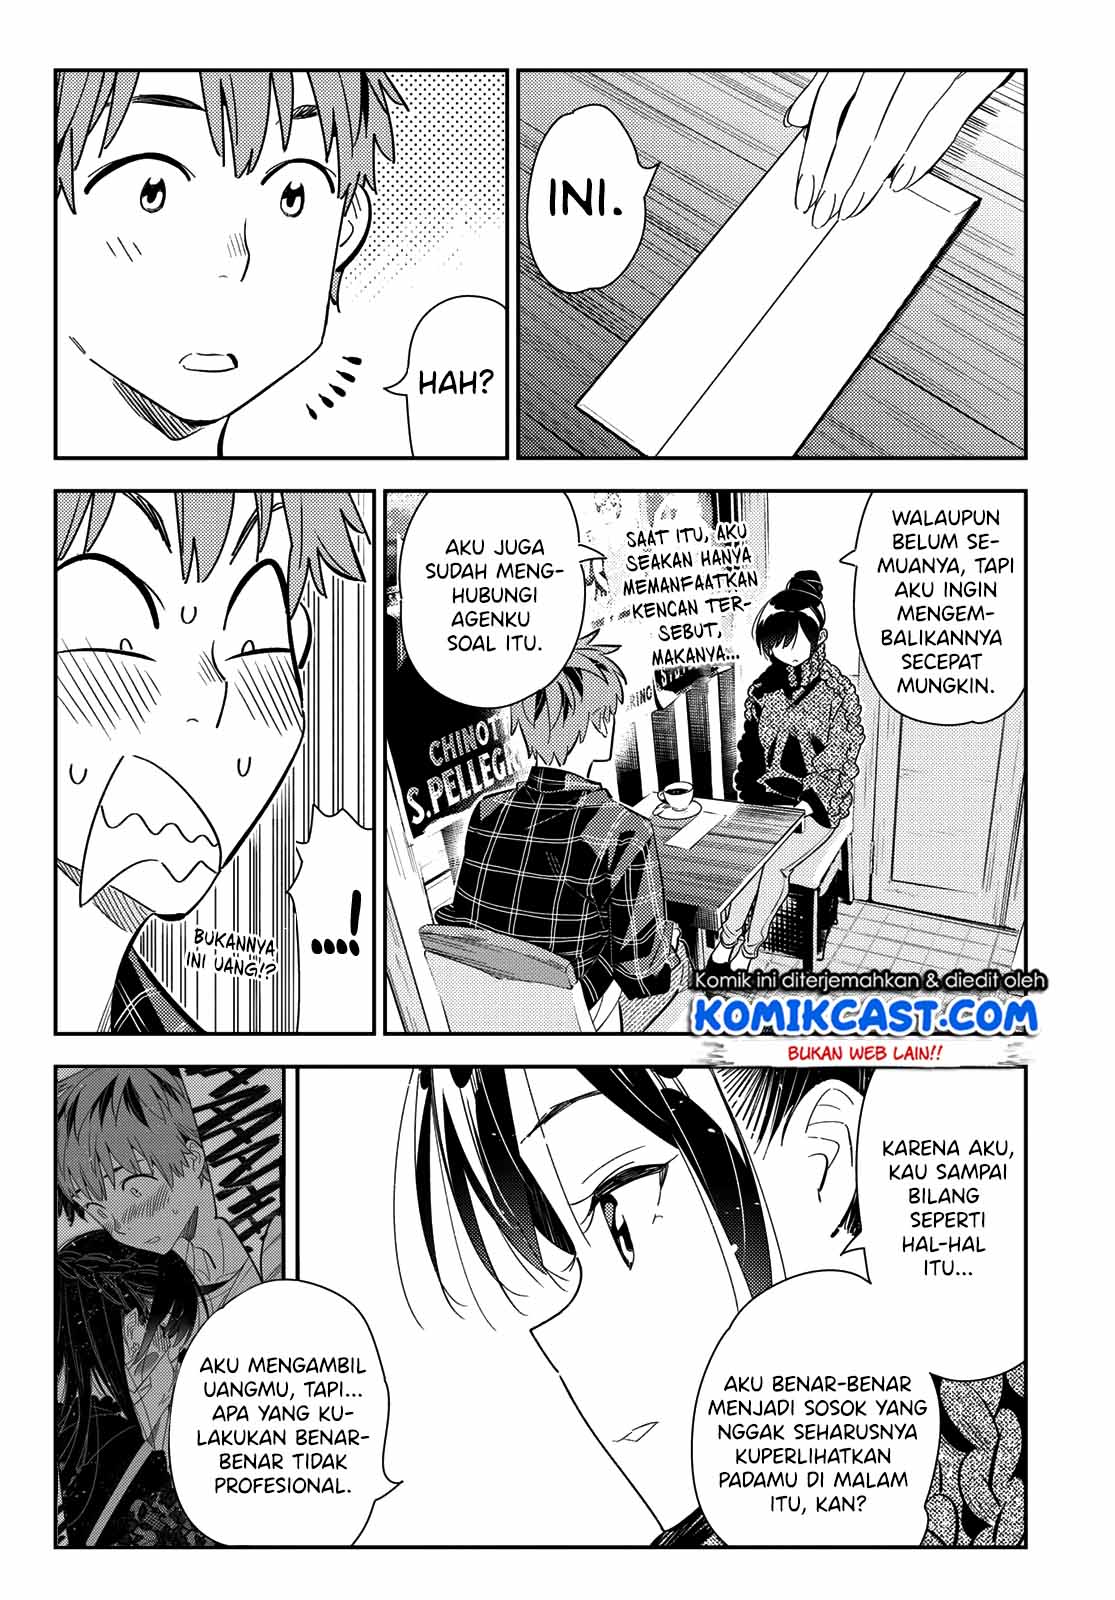 INI.
HAH?
WALAUPUN
BELUM SE-
MUANYA, TAPI
AKU INGIN
MENGEM-
BALIKANNYA
SECEPAT
MUNGKIN.
SAAT ITU, AKU
SEAKAN HANYA
MEMANFAATKAN
KENCAN TER-
SEBUT,
MAKANYA...
AKU JUGA
SUDAH MENG-
HUBUNGI
AGENKU
SOAL ITU.
CHINOT
S.PELLEGR
....!
BUKANNYA
INI UANG!?
Komik ini diterjemahkan & diedit oleh
KOMIKCAST.COM
BUKAN WEB LAIN!!
KARENA AKU,
KAU SAMPAI
BILANG
SEPERTI
HAL-HAL
ITU...
AKU BENAR-BENAR
MENJADI SOSOK YANG
NGGAK SEHARUSNYA
KUPERLIHATKAN
PADAMU DI MALAM
ITU, KAN?
AKU MENGAMBIL
UANGMU, TAPI...
APA YANG KU-
LAKUKAN BENAR-
BENAR TIDAK
PROFESIONAL.